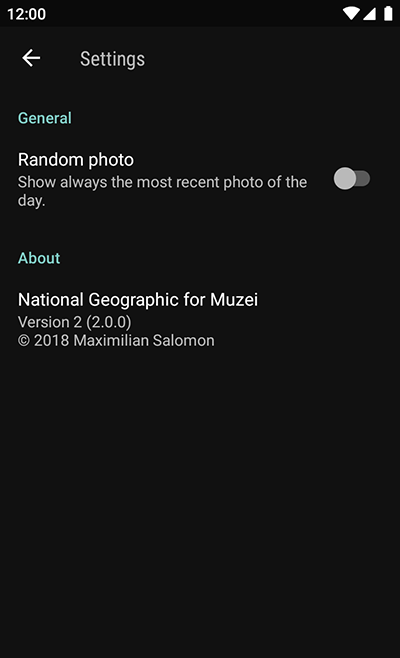 12:00
Settings
General
Random photo
Show always the most recent photo of the
day.
About
National Geographic for Muzei
Version 2 (2.0.0)
© 2018 Maximilian Salomon